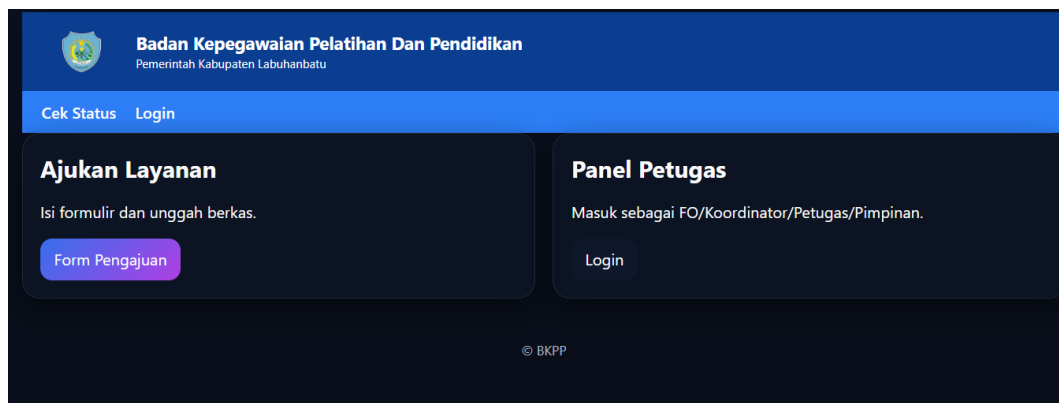 Badan Kepegawaian Pelatihan Dan Pendidikan
Pemerintah Kabupaten Labuhanbatu
Cek Status Login
Ajukan Layanan
Isi formulir dan unggah berkas.
Form Pengajuan
Panel Petugas
Masuk sebagai FO/Koordinator/Petugas/Pimpinan.
Login
© BKPP